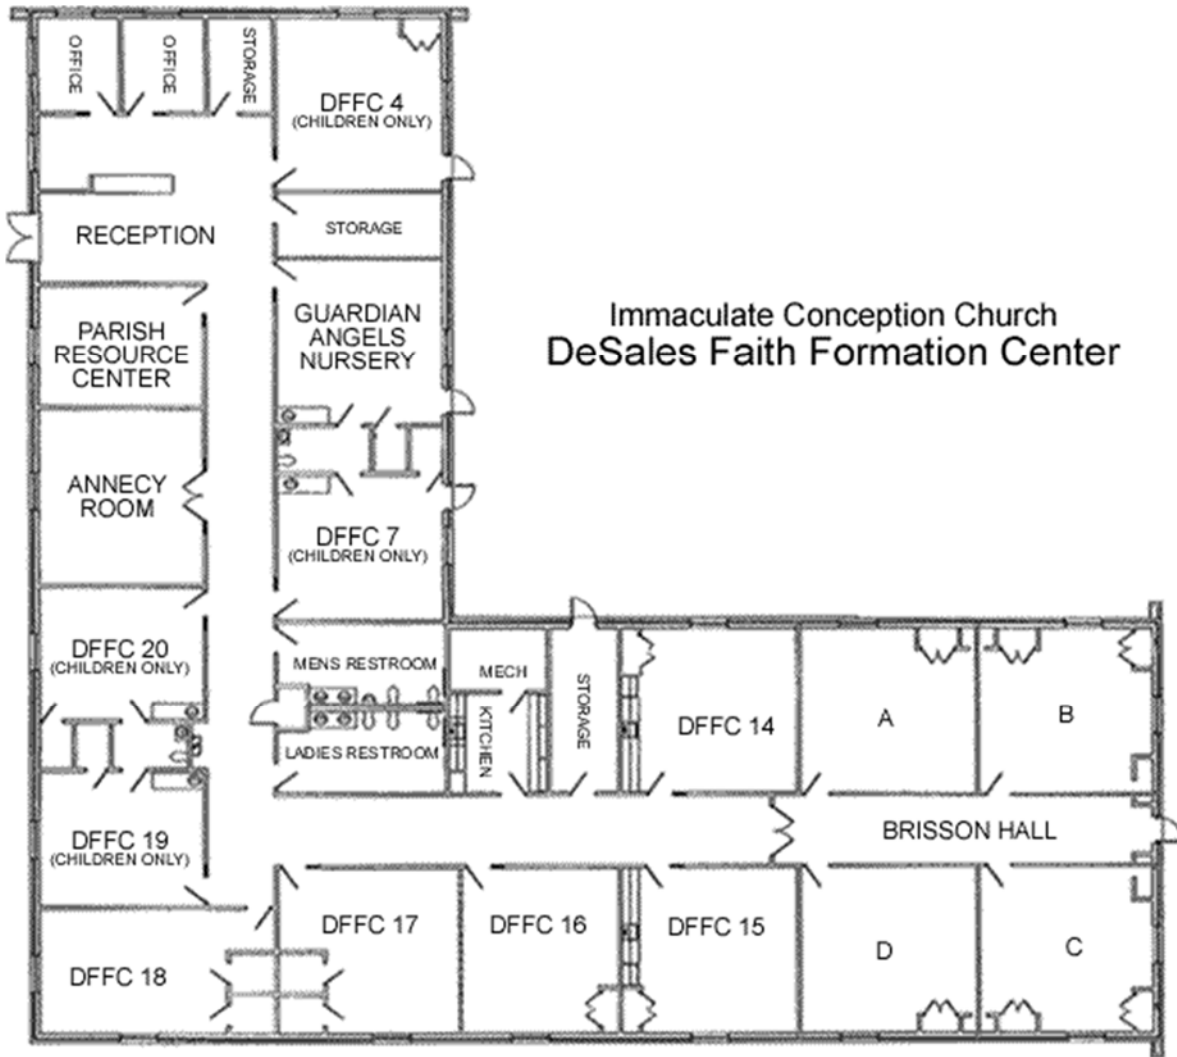 OFFICE
OFFICE
STORAGE
DFFC 4
(CHILDREN ONLY)
RECEPTION
STORAGE
PARISH
RESOURCE
CENTER
GUARDIAN
ANGELS
NURSERY
Immaculate Conception Church
DeSales Faith Formation Center
ANNECY
ROOM
DFFC 7
(CHILDREN ONLY)
DFFC 20
(CHILDREN ONLY)
MENS RESTROOM
LADIES RESTROOM
MECH
KITCHEN
STORAGE
DFFC 14
A
B
DFFC 19
(CHILDREN ONLY)
BRISSON HALL
DFFC 18
DFFC 17
DFFC 16
DFFC 15
D
C